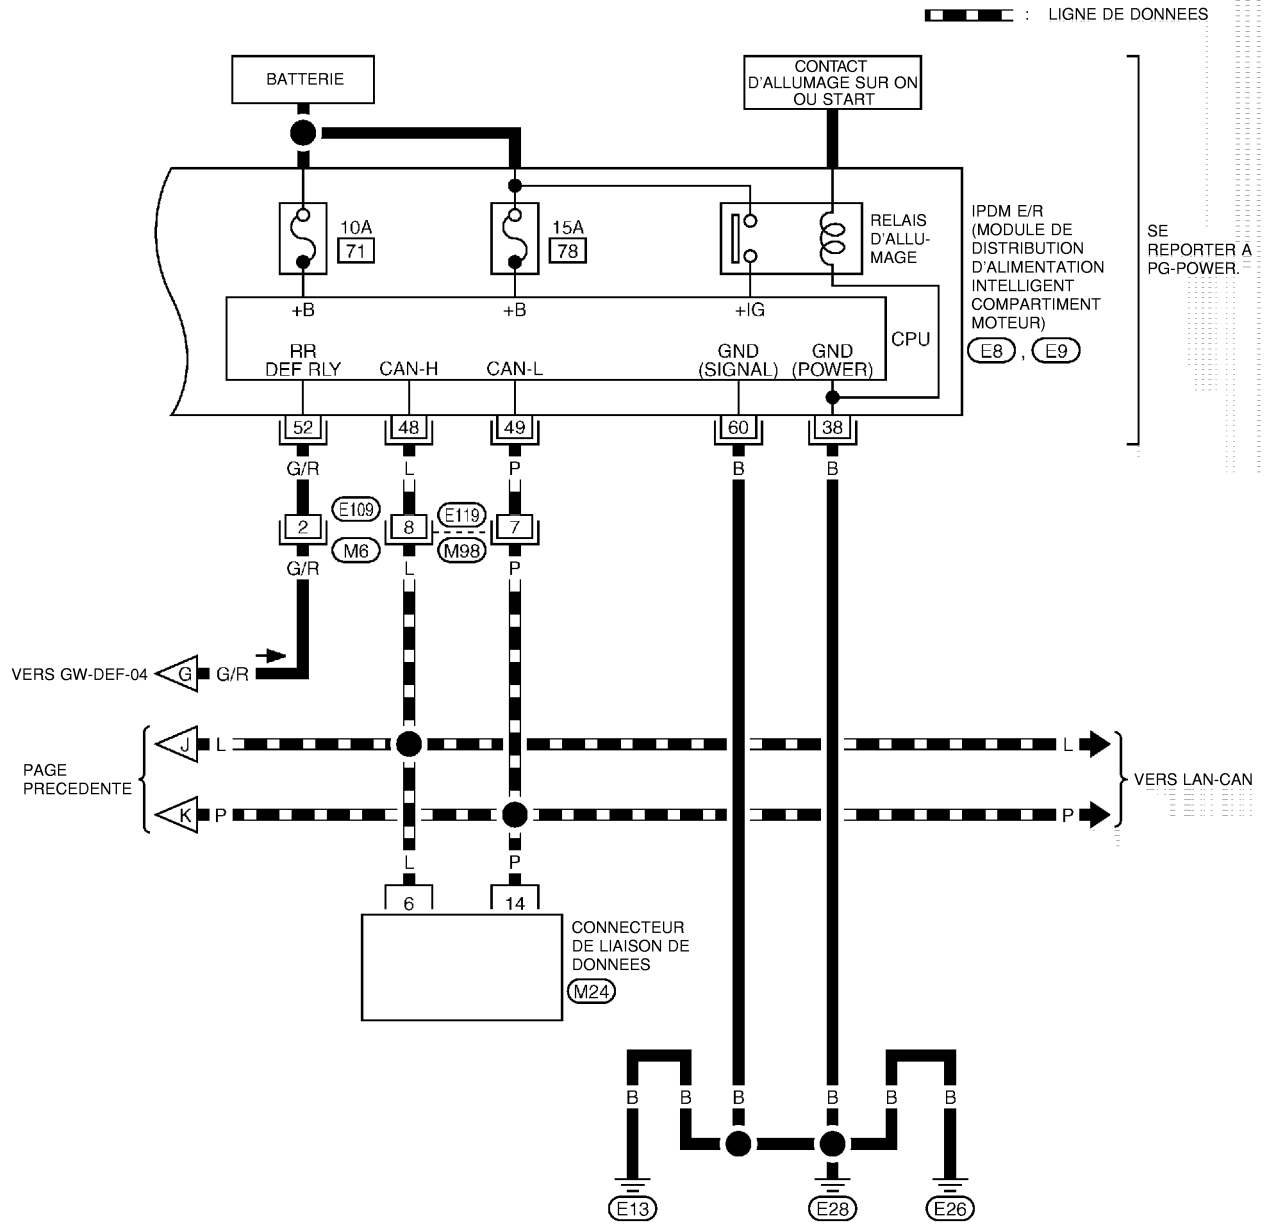 : LIGNE DE DONNEES
BATTERIE
CONTACT
D'ALLUMAGE SUR ON
OU START
10A
71
15A
78
RELAIS
D'ALLU-
MAGE
IPDM E/R
(MODULE DE
DISTRIBUTION
D'ALIMENTATION
INTELLIGENT
COMPARTIMENT
MOTEUR)
E8 , E9
SE
REPORTER A
PG-POWER.
+B
+B
+IG
CPU
RR
DEF RLY
CAN-H
CAN-L
GND
(SIGNAL)
GND
(POWER)
52
48
49
60
38
G/R
L
P
B
B
E109
E119
2
8
7
M6
M98
G/R
L
P
VERS GW-DEF-04
G
G/R
J
L
L
PAGE
PRECEDENTE
VERS LAN-CAN
K
P
P
L
P
6
14
CONNECTEUR
DE LIAISON DE
DONNEES
M24
B
B
B
B
B
B
E13
E28
E26